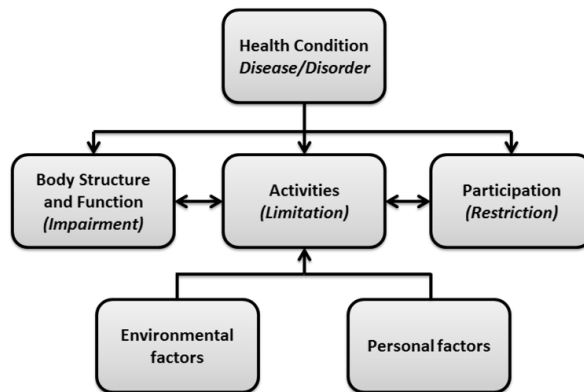 Health Condition
Disease/Disorder
Body Structure
and Function
(Impairment)
Activities
(Limitation)
Participation
(Restriction)
Environmental
factors
Personal factors